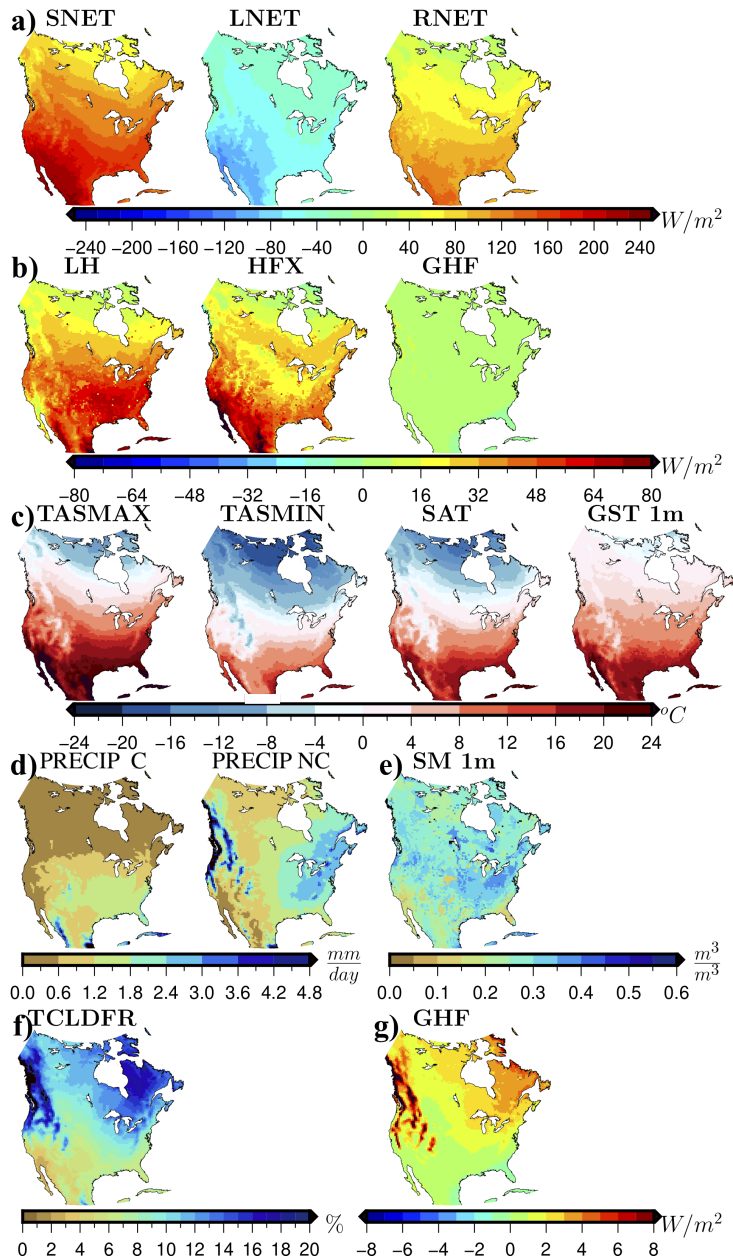 a) SNET LNET RNET
−240 −200 −160 −120 −80 −40 0 40 80 120 160 200 240 W/m²
b) LH HFX GHF
−80 −64 −48 −32 −16 0 16 32 48 64 80 W/m²
c) TASMAX TASMIN SAT GST 1m
−24 −20 −16 −12 −8 −4 0 4 8 12 16 20 24 °C
d) PRECIP C PRECIP NC e) SM 1m
0.0 0.6 1.2 1.8 2.4 3.0 3.6 4.2 4.8 mm/day 0.0 0.1 0.2 0.3 0.4 0.5 0.6 m³/m³
f) TCLDFR g) GHF
0 2 4 6 8 10 12 14 16 18 20 % −8 −6 −4 −2 0 2 4 6 8 W/m²